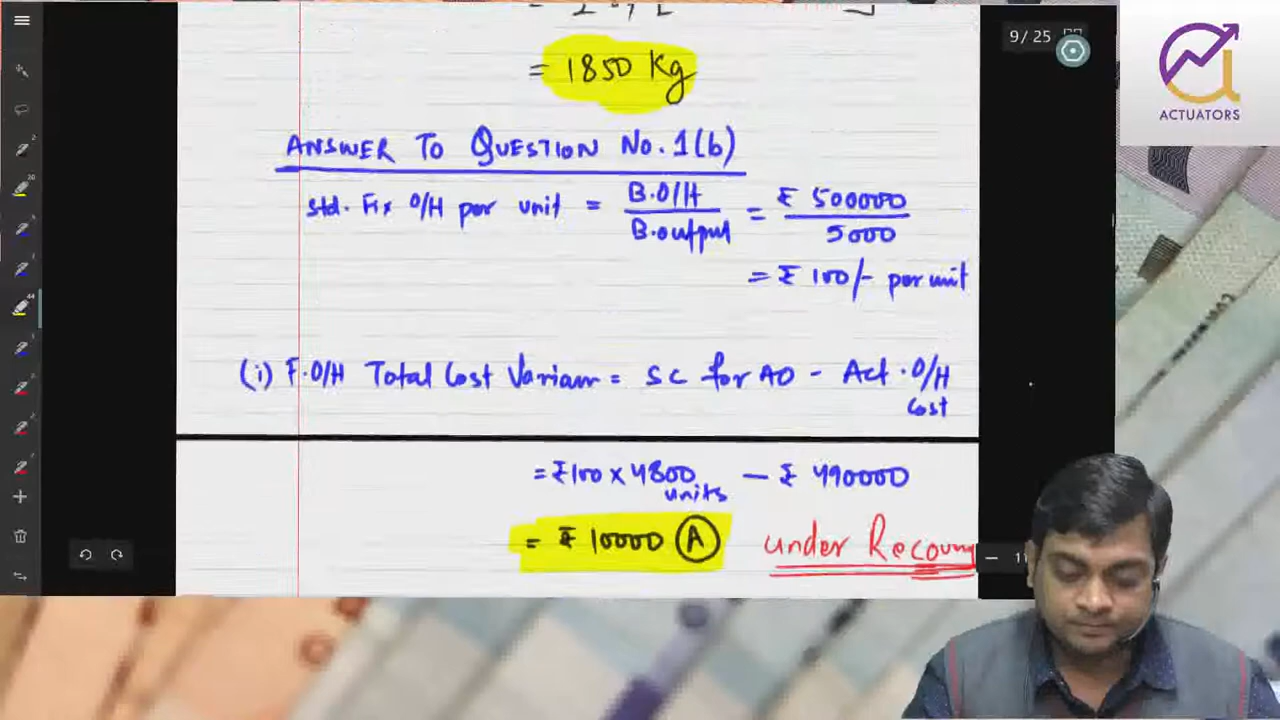 9 / 25
ACTUATORS
= 1850 Kg
ANSWER TO QUESTION No. 1(b)
Std. Fix O/H per unit = B.O/H / B.output = ₹ 500000 / 5000
= ₹ 100/- per unit
(i) F.O/H Total Cost Varian = SC for AO - Act. O/H
Cost
= ₹100 × 4800 units - ₹ 490000
= ₹ 10000 (A) under Recovery